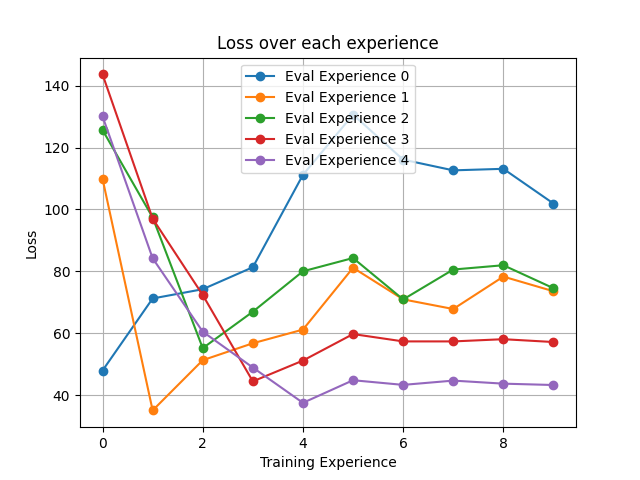 Loss over each experience
Eval Experience 0
Eval Experience 1
Eval Experience 2
Eval Experience 3
Eval Experience 4
140
120
100
80
60
40
Loss
0 2 4 6 8
Training Experience